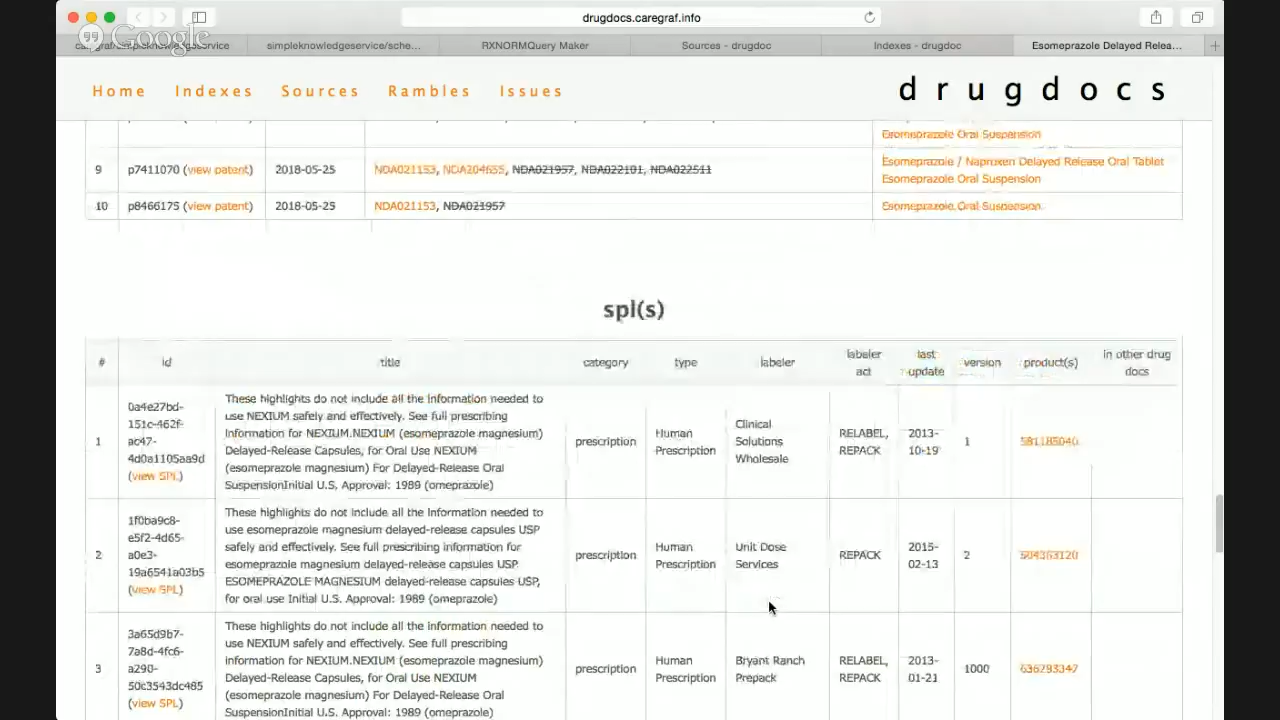 drugdocs.caregraf.info
Google
simpleknowledgeservice/sche...
RXNORMQuery Maker
Sources - drugdoc
Indexes - drugdoc
Esomeprazole Delayed Relea...
Home Indexes Sources Rambles Issues
drugdocs
Esomeprazole Oral Suspension
9 p7411070 (view patent) 2018-05-25 NDA021153, NDA204655, NDA021957, NDA022101, NDA022511
Esomeprazole / Naproxen Delayed Release Oral Tablet
Esomeprazole Oral Suspension
10 p8466175 (view patent) 2018-05-25 NDA021153, NDA021957 Esomeprazole Oral Suspension
spl(s)
# id title category type labeler labeler act last update version product(s) in other drug docs
1
0a4e27bd-
151c-462f-
ac47-
4d0a1105aa9d
(view SPL)
These highlights do not include all the information needed to
use NEXIUM safely and effectively. See full prescribing
information for NEXIUM.NEXIUM (esomeprazole magnesium)
Delayed-Release Capsules, for Oral Use NEXIUM
(esomeprazole magnesium) For Delayed-Release Oral
SuspensionInitial U.S. Approval: 1989 (omeprazole)
prescription
Human
Prescription
Clinical
Solutions
Wholesale
RELABEL,
REPACK
2013-
10-19
1
581185040
2
1f0ba9c8-
e5f2-4d65-
a0e3-
19a6541a03b5
(view SPL)
These highlights do not include all the information needed to
use esomeprazole magnesium delayed-release capsules USP
safely and effectively. See full prescribing information for
esomeprazole magnesium delayed-release capsules USP.
ESOMEPRAZOLE MAGNESIUM delayed-release capsules USP,
for oral use Initial U.S. Approval: 1989 (omeprazole)
prescription
Human
Prescription
Unit Dose
Services
REPACK
2015-
02-13
2
504363120
3
3a65d9b7-
7a8d-4fc6-
a290-
50c3543dc485
(view SPL)
These highlights do not include all the information needed to
use NEXIUM safely and effectively. See full prescribing
information for NEXIUM.NEXIUM (esomeprazole magnesium)
Delayed-Release Capsules, for Oral Use NEXIUM
(esomeprazole magnesium) For Delayed-Release Oral
SuspensionInitial U.S. Approval: 1989 (omeprazole)
prescription
Human
Prescription
Bryant Ranch
Prepack
RELABEL,
REPACK
2013-
01-21
1000
636293347